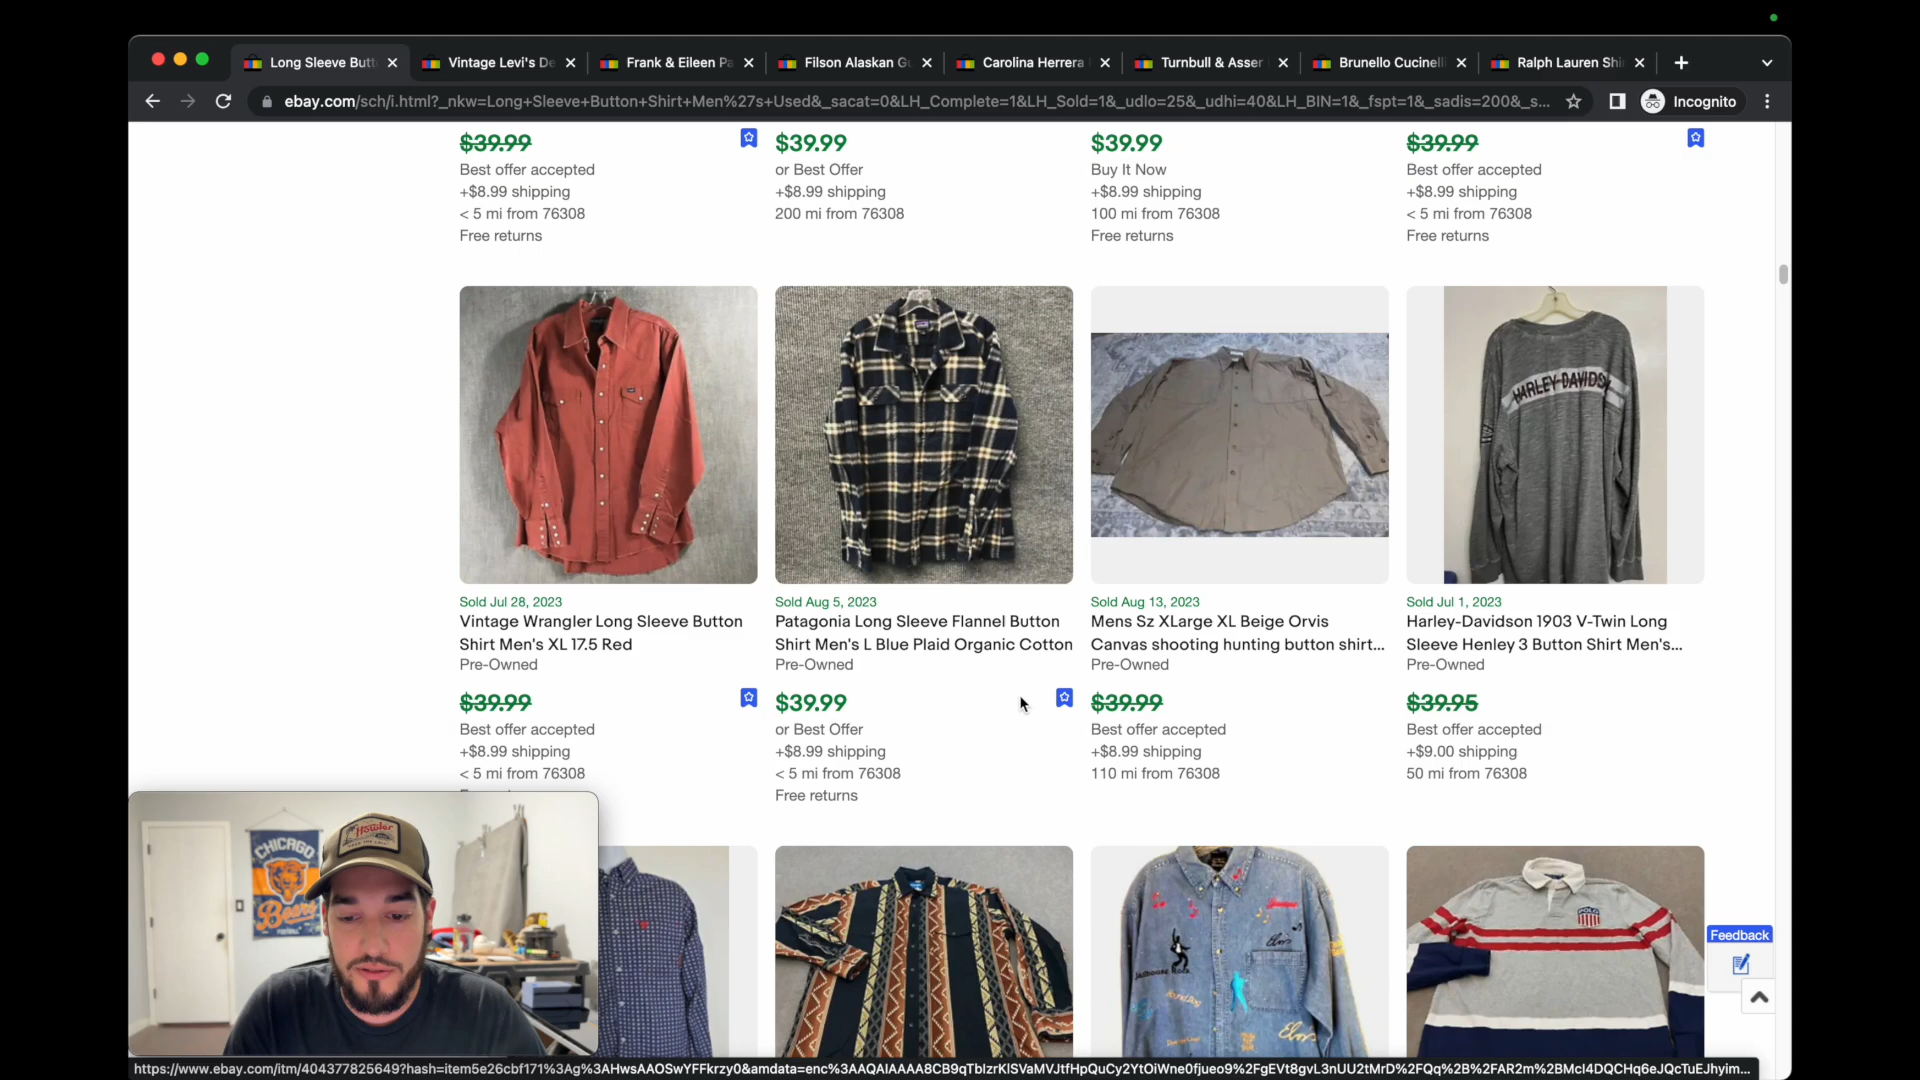 Long Sleeve Butt
Vintage Levi's De
Frank & Eileen Pa
Filson Alaskan Gu
Carolina Herrera
Turnbull & Asser
Brunello Cucinell
Ralph Lauren Shi
ebay.com/sch/i.html?_nkw=Long+Sleeve+Button+Shirt+Men%27s+Used&_sacat=0&LH_Complete=1&LH_Sold=1&_udlo=25&_udhi=40&LH_BIN=1&_fspt=1&_sadis=200&_s...
Incognito
$39.99
Best offer accepted
+$8.99 shipping
< 5 mi from 76308
Free returns
$39.99
or Best Offer
+$8.99 shipping
200 mi from 76308
$39.99
Buy It Now
+$8.99 shipping
100 mi from 76308
Free returns
$39.99
Best offer accepted
+$8.99 shipping
< 5 mi from 76308
Free returns
HARLEY-DAVIDS
Sold Jul 28, 2023
Vintage Wrangler Long Sleeve Button
Shirt Men's XL 17.5 Red
Pre-Owned
$39.99
Best offer accepted
+$8.99 shipping
< 5 mi from 76308
Sold Aug 5, 2023
Patagonia Long Sleeve Flannel Button
Shirt Men's L Blue Plaid Organic Cotton
Pre-Owned
$39.99
or Best Offer
+$8.99 shipping
< 5 mi from 76308
Free returns
Sold Aug 13, 2023
Mens Sz XLarge XL Beige Orvis
Canvas shooting hunting button shirt...
Pre-Owned
$39.99
Best offer accepted
+$8.99 shipping
110 mi from 76308
Sold Jul 1, 2023
Harley-Davidson 1903 V-Twin Long
Sleeve Henley 3 Button Shirt Men's...
Pre-Owned
$39.95
Best offer accepted
+$9.00 shipping
50 mi from 76308
CHICAGO
Bears
FOOTBALL
Howler
Jailhouse Rock
Hound Dog
Elvis
Elvis
POLO
Feedback
https://www.ebay.com/itm/404377825649?hash=item5e26cbf171%3Ag%3AHwsAAOSwYFFkrzy0&amdata=enc%3AAQAIAAAA8CB9qTbIzrKlSVaMVJtfHpQuCy2YtOiWne0fjueo9%2FgEVt8gvL3nUU2tMrD%2FQq%2B%2FAR2m%2BMcl4DQCHq6eJQcTuEJhyim...